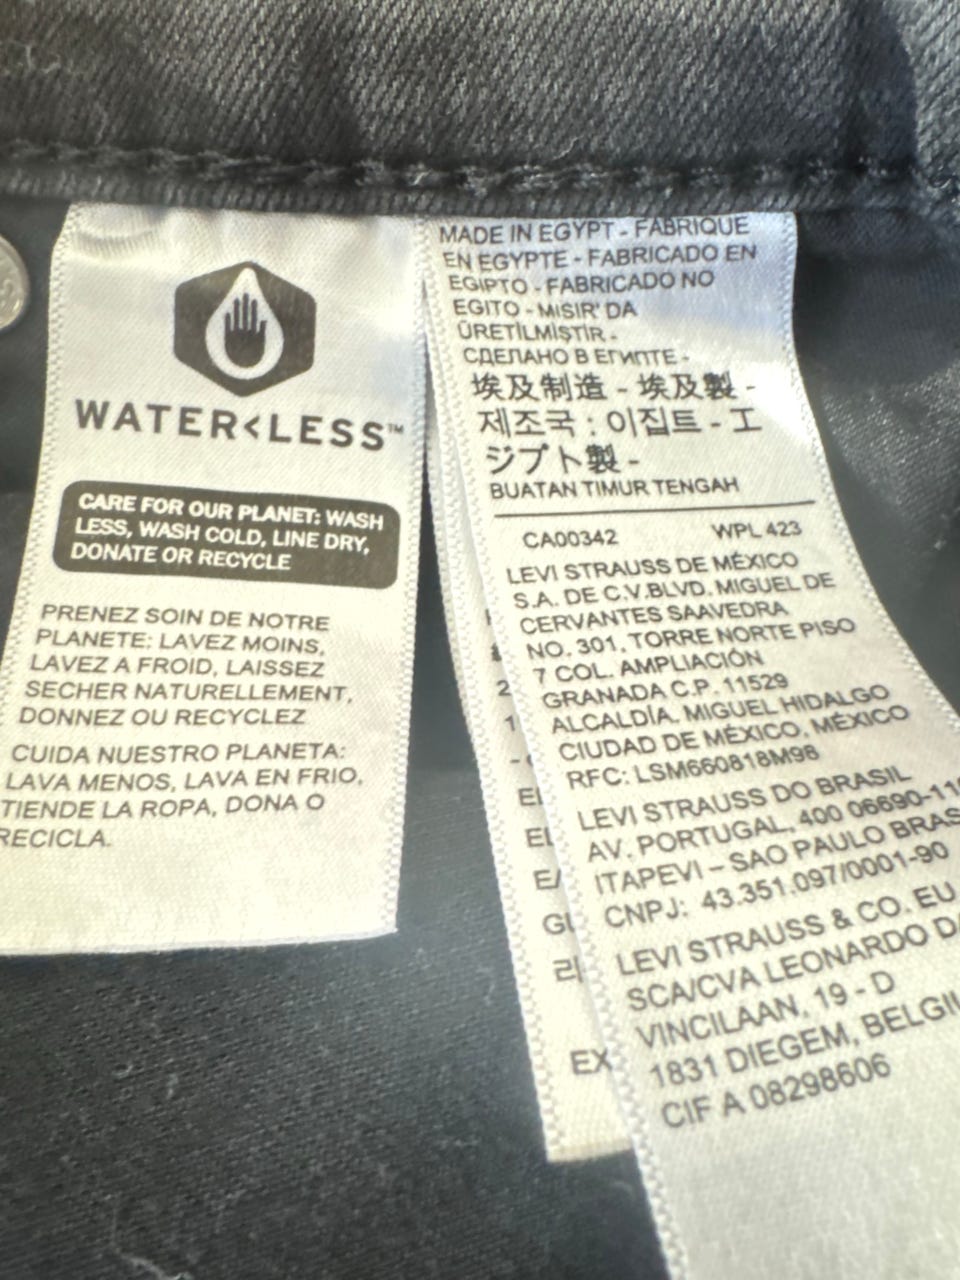 WATER<LESS™
CARE FOR OUR PLANET: WASH
LESS, WASH COLD, LINE DRY,
DONATE OR RECYCLE
PRENEZ SOIN DE NOTRE
PLANETE: LAVEZ MOINS,
LAVEZ A FROID, LAISSEZ
SECHER NATURELLEMENT,
DONNEZ OU RECYCLEZ
CUIDA NUESTRO PLANETA:
LAVA MENOS, LAVA EN FRIO,
TIENDE LA ROPA, DONA O
RECICLA.
MADE IN EGYPT - FABRIQUE
EN EGYPTE - FABRICADO EN
EGIPTO - FABRICADO NO
EGITO - MISIR' DA
ÜRETİLMİŞTİR -
СДЕЛАНО В ЕГИПТЕ -
埃及制造 - 埃及製 -
제조국 : 이집트 - エ
ジプト製 -
BUATAN TIMUR TENGAH
CA00342 WPL 423
LEVI STRAUSS DE MÉXICO
S.A. DE C.V.BLVD. MIGUEL DE
CERVANTES SAAVEDRA
NO. 301, TORRE NORTE PISO
7 COL. AMPLIACIÓN
GRANADA C.P. 11529
ALCALDÍA. MIGUEL HIDALGO
CIUDAD DE MÉXICO, MÉXICO
RFC: LSM660818M98
LEVI STRAUSS DO BRASIL
AV. PORTUGAL, 400 06690-110
ITAPEVI – SAO PAULO BRAS
CNPJ: 43.351.097/0001-90
LEVI STRAUSS & CO. EU
SCA/CVA LEONARDO DA
VINCILAAN, 19 - D
1831 DIEGEM, BELGI
CIF A 08298606
EX